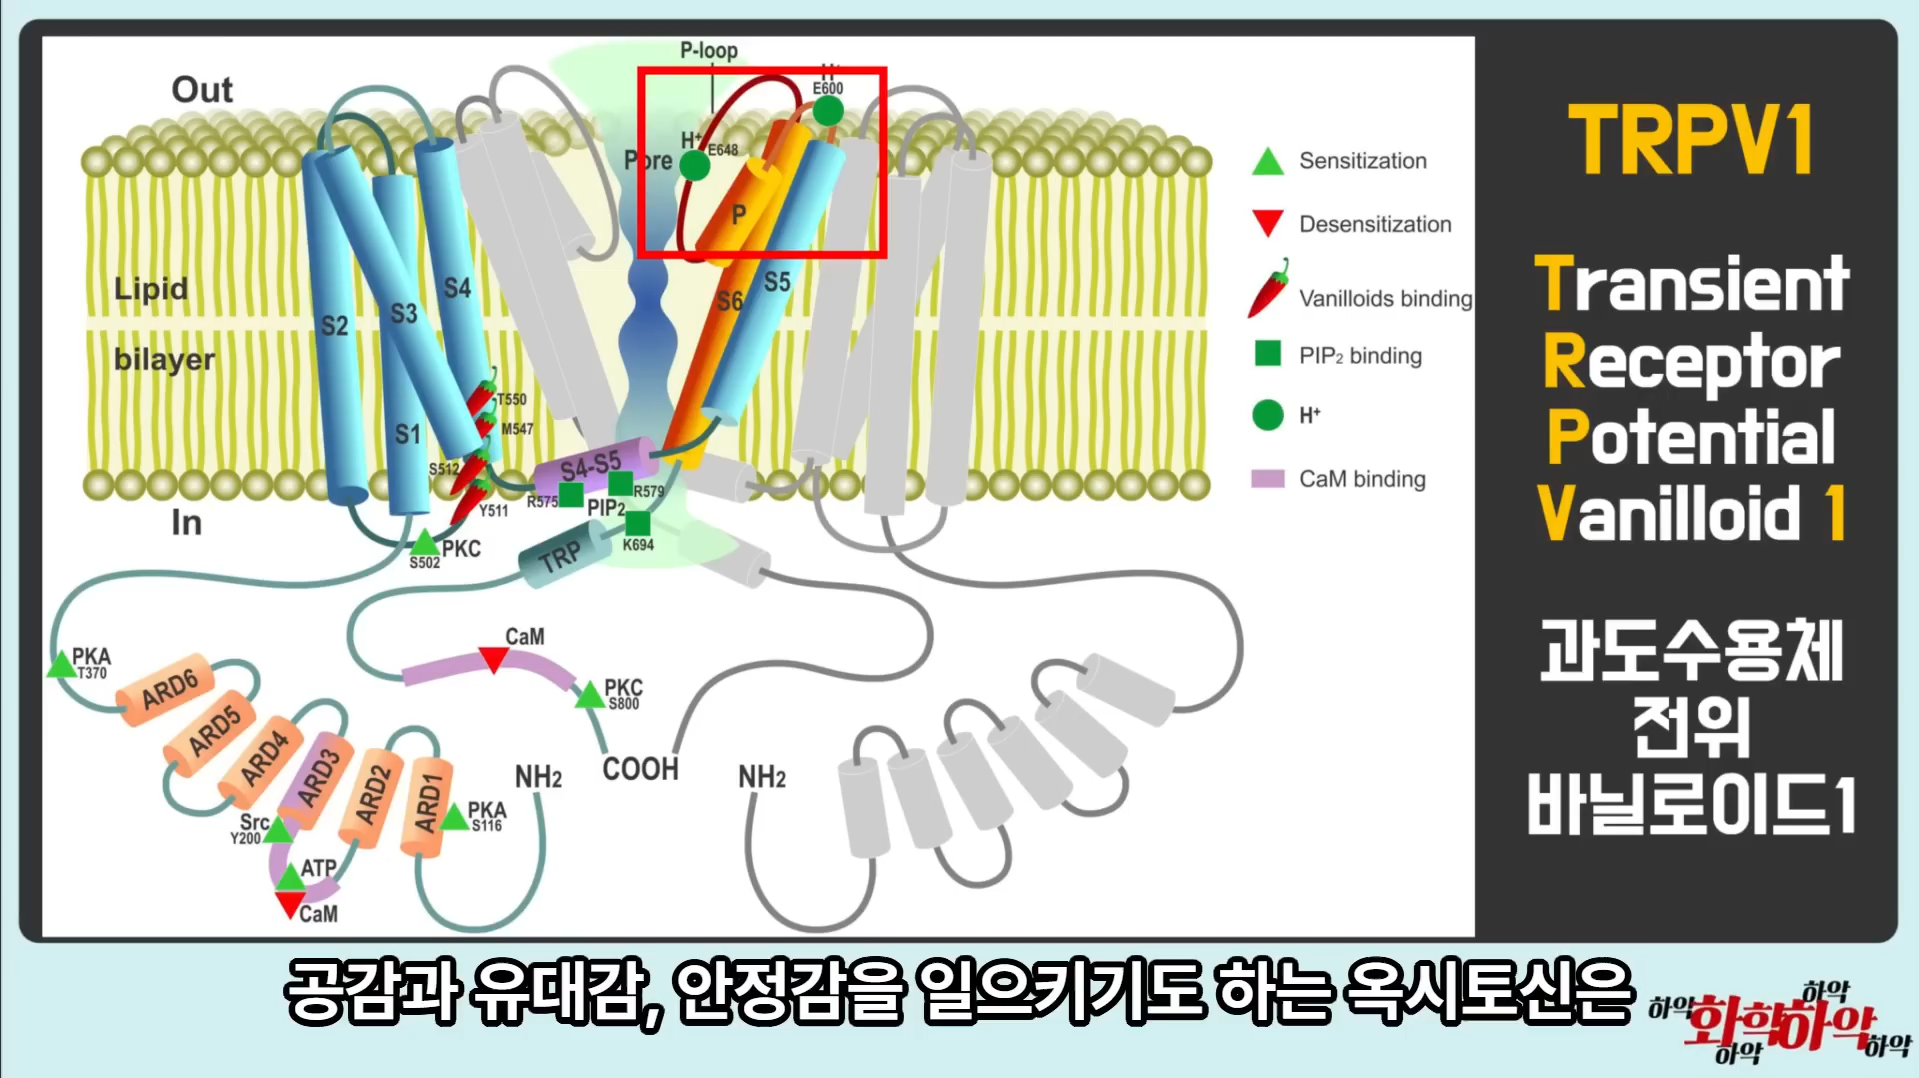 P-loop
Out
H⁺
E600
H⁺
E648
Pore
P
Lipid
bilayer
S2
S3
S4
S1
S6
S5
T550
M547
S512
Y511
S4-S5
R575
R579
PIP₂
K694
In
PKC
S502
TRP
PKA
T370
CaM
PKC
S800
ARD6
ARD5
ARD4
ARD3
ARD2
ARD1
NH2
COOH
NH2
PKA
S116
Src
Y200
ATP
CaM
Sensitization
Desensitization
Vanilloids binding
PIP₂ binding
H⁺
CaM binding
TRPV1
Transient
Receptor
Potential
Vanilloid 1
과도수용체
전위
바닐로이드1
공감과 유대감, 안정감을 일으키기도 하는 옥시토신은
하악
하악
화학하악
하악
하악